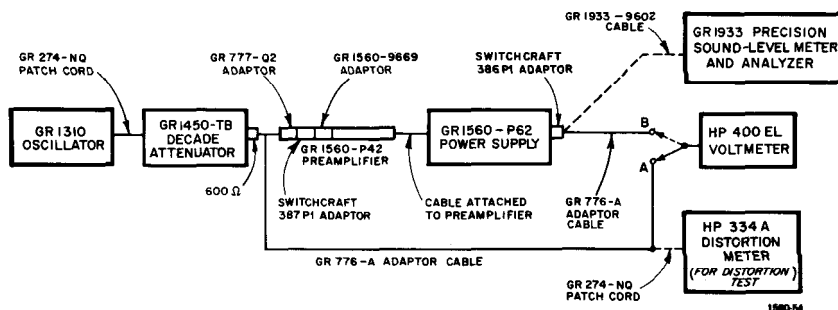 GR 1933-9602
CABLE
GR 1933 PRECISION
SOUND-LEVEL METER
AND ANALYZER
GR 274-NQ
PATCH CORD
GR 777-Q2
ADAPTOR
GR 1560-9669
ADAPTOR
SWITCHCRAFT
386 P1 ADAPTOR
GR 1310
OSCILLATOR
GR 1450-TB
DECADE
ATTENUATOR
GR 1560-P42
PREAMPLIFIER
GR 1560-P62
POWER SUPPLY
B
HP 400 EL
VOLTMETER
A
600 Ω
SWITCHCRAFT
387 P1 ADAPTOR
CABLE ATTACHED
TO PREAMPLIFIER
GR 776-A
ADAPTOR
CABLE
HP 334 A
DISTORTION
METER
(FOR DISTORTION)
TEST
GR 776-A ADAPTOR CABLE
GR 274-NQ
PATCH CORD
1560-54